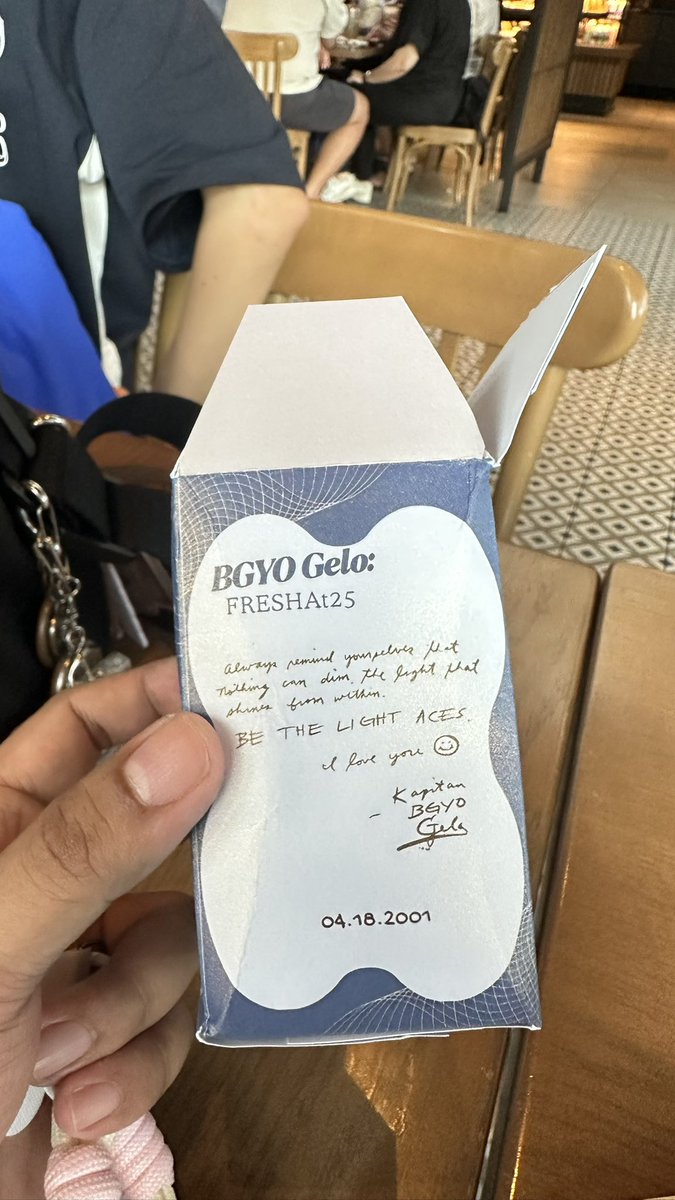 BGYO Gelo:
FRESHAt25
Always remind yourselves that
nothing can dim the light that
shines from within.
BE THE LIGHT ACES.
I love you
Kapitan
- BGYO
Gelo
04.18.2001